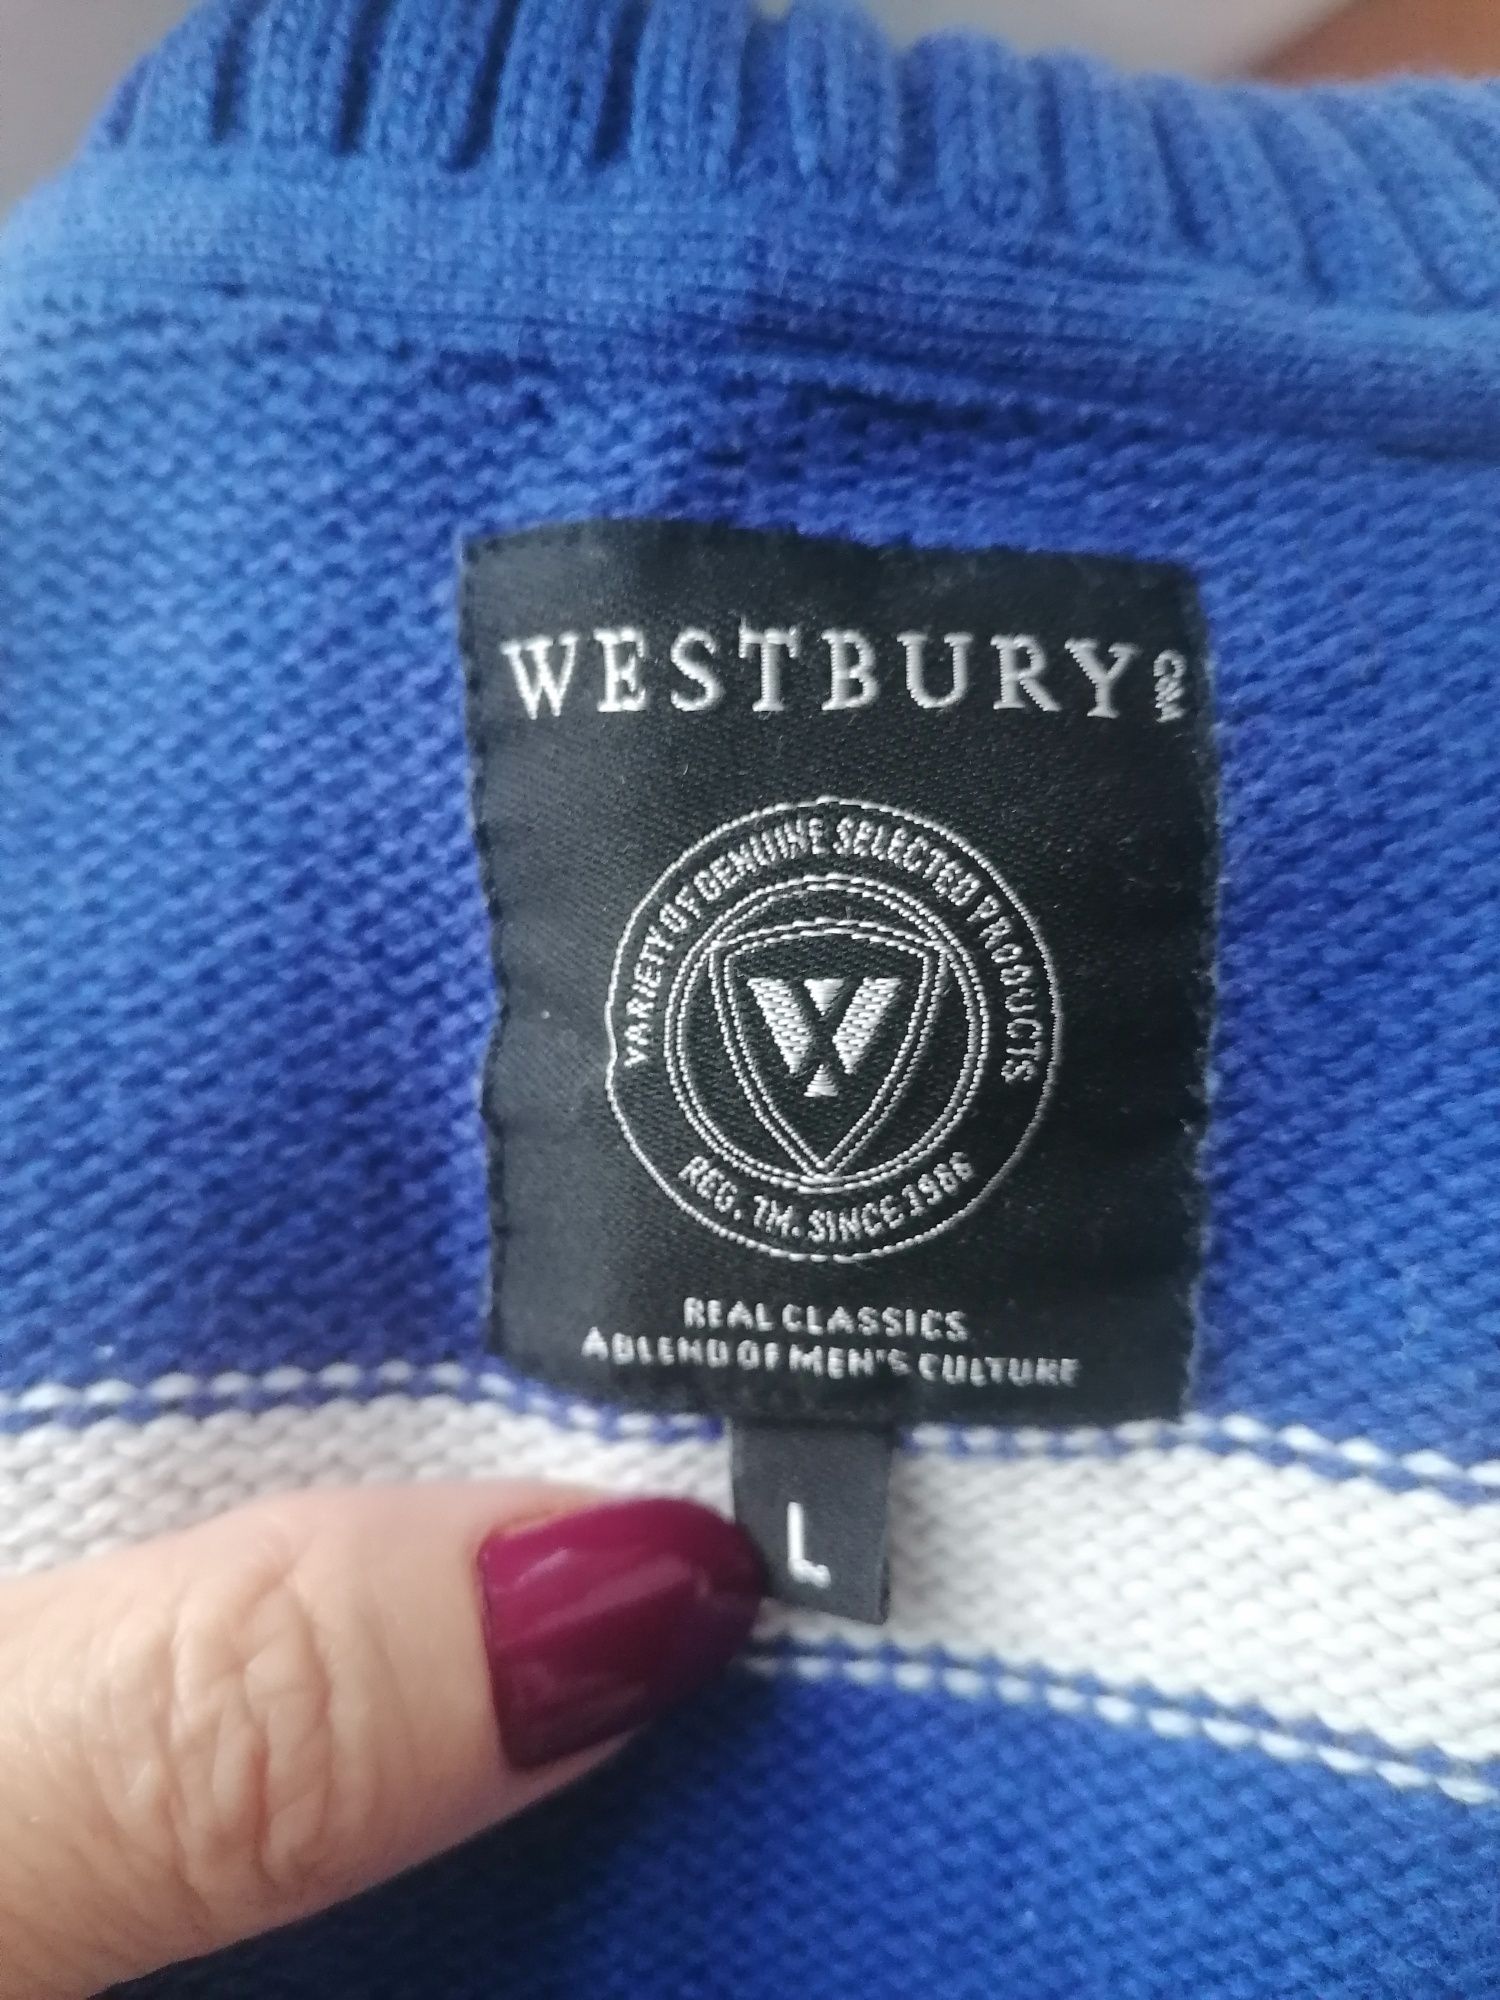 WESTBURY C&A
VARIETY OF GENUINE SELECTED PRODUCTS
REG. TM. SINCE 1986
REAL CLASSICS
A BLEND OF MEN'S CULTURE
L